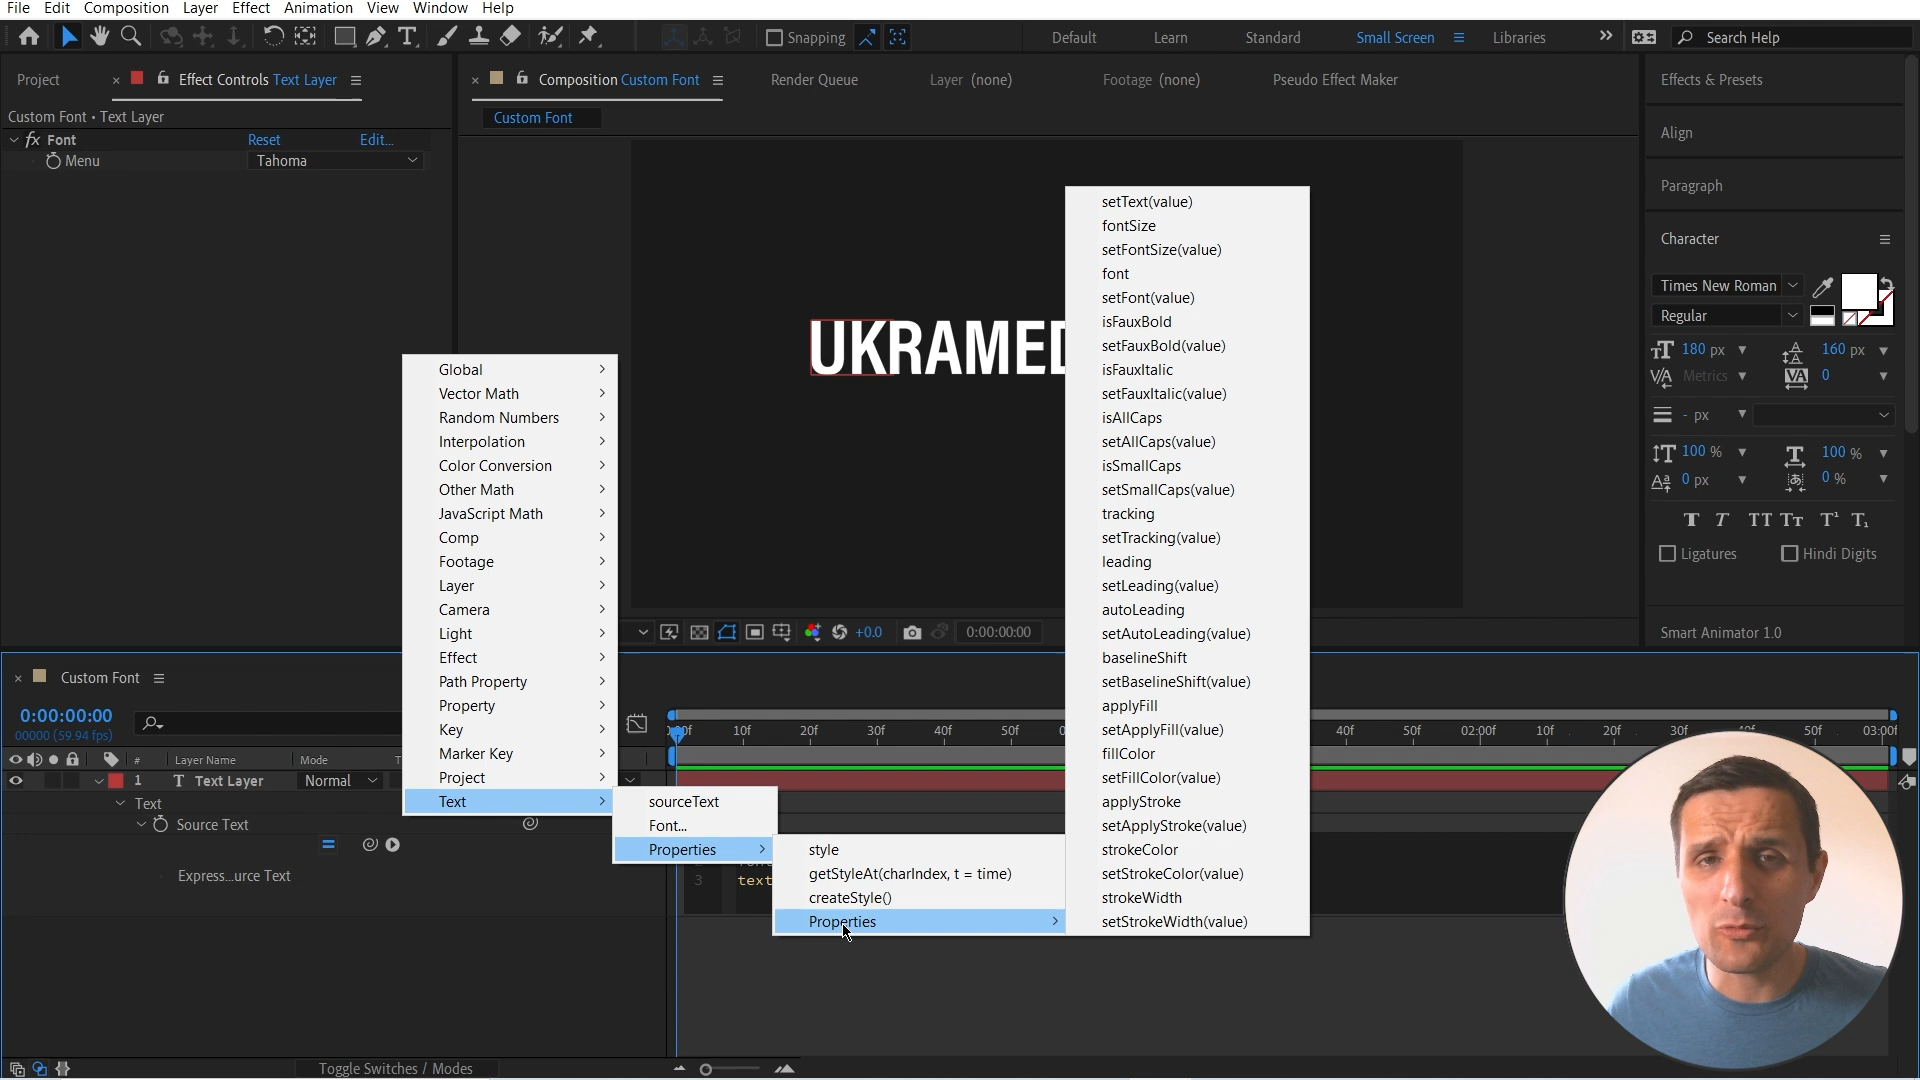 File Edit Composition Layer Effect Animation View Window Help
Snapping
Default Learn Standard Small Screen Libraries
Search Help
Project
Effect Controls Text Layer
Composition Custom Font
Render Queue
Layer (none)
Footage (none)
Pseudo Effect Maker
Custom Font • Text Layer
fx Font Reset Edit...
Menu Tahoma
Custom Font
UKRAMED
Effects & Presets
Align
Paragraph
Character
Times New Roman
Regular
180 px 160 px
Metrics 0
- px
100 % 100 %
0 px 0 %
Ligatures Hindi Digits
Smart Animator 1.0
Global
Vector Math
Random Numbers
Interpolation
Color Conversion
Other Math
JavaScript Math
Comp
Footage
Layer
Camera
Light
Effect
Path Property
Property
Key
Marker Key
Project
Text
sourceText
Font...
Properties
style
getStyleAt(charIndex, t = time)
createStyle()
Properties
setText(value)
fontSize
setFontSize(value)
font
setFont(value)
isFauxBold
setFauxBold(value)
isFauxItalic
setFauxItalic(value)
isAllCaps
setAllCaps(value)
isSmallCaps
setSmallCaps(value)
tracking
setTracking(value)
leading
setLeading(value)
autoLeading
setAutoLeading(value)
baselineShift
setBaselineShift(value)
applyFill
setApplyFill(value)
fillColor
setFillColor(value)
applyStroke
setApplyStroke(value)
strokeColor
setStrokeColor(value)
strokeWidth
setStrokeWidth(value)
+0.0 0:00:00:00
Custom Font
0:00:00:00
00000 (59.94 fps)
10f 20f 30f 40f 50f 40f 50f 02:00f 10f 20f 30f 40f 50f 03:00f
# Layer Name Mode T
1 T Text Layer Normal
Text
Source Text
Express...urce Text
3 text
Toggle Switches / Modes